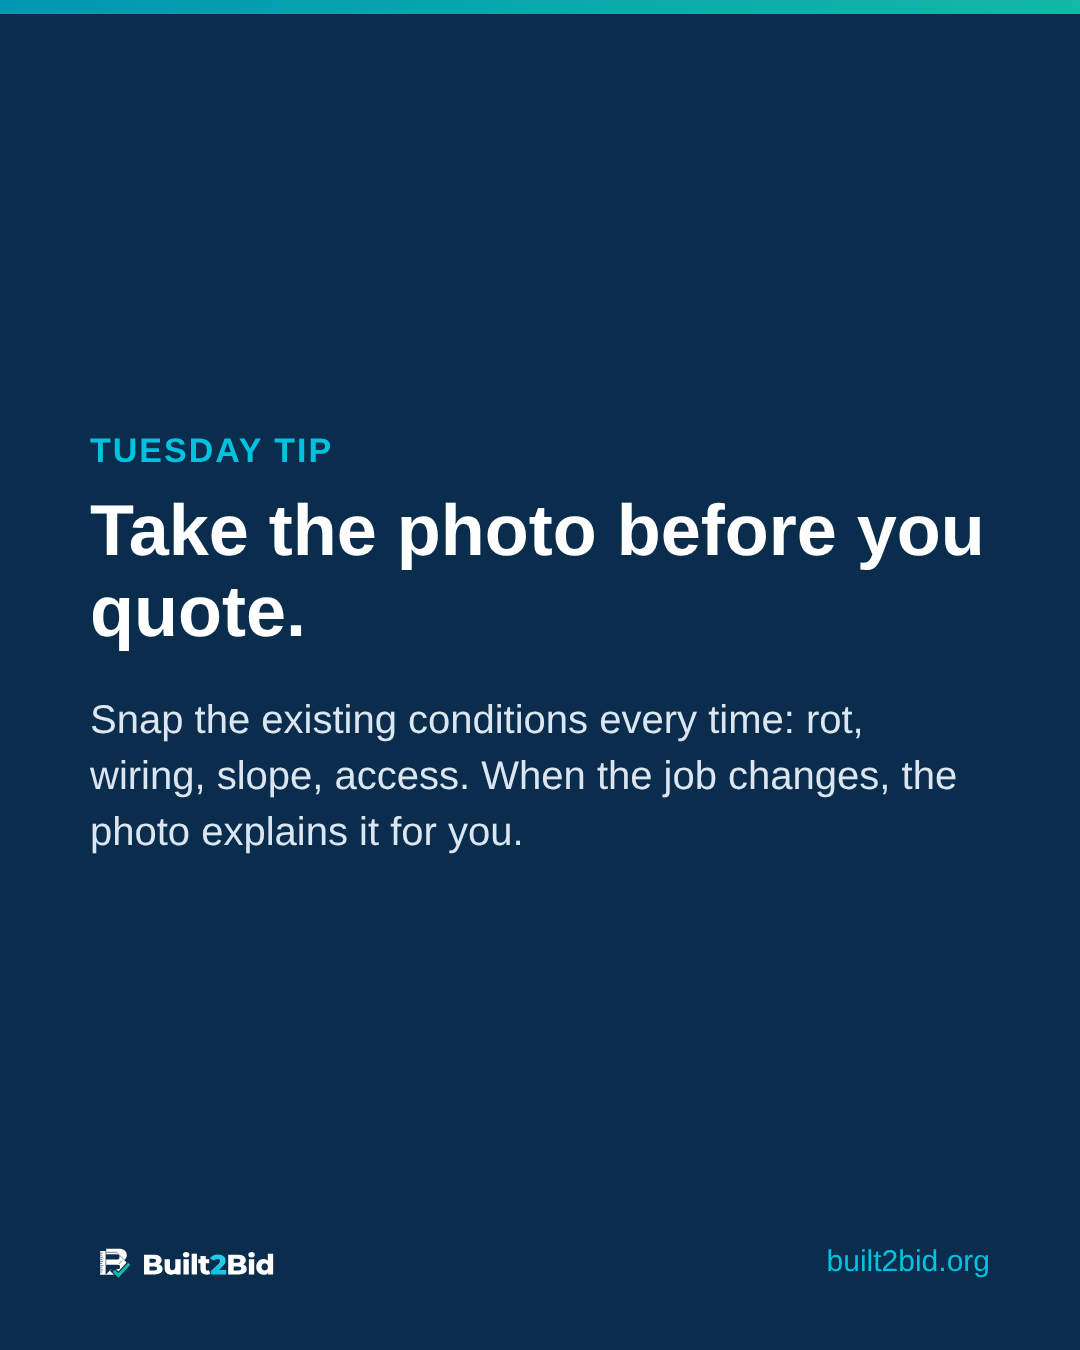 TUESDAY TIP
Take the photo before you
quote.
Snap the existing conditions every time: rot,
wiring, slope, access. When the job changes, the
photo explains it for you.
Built2Bid
built2bid.org